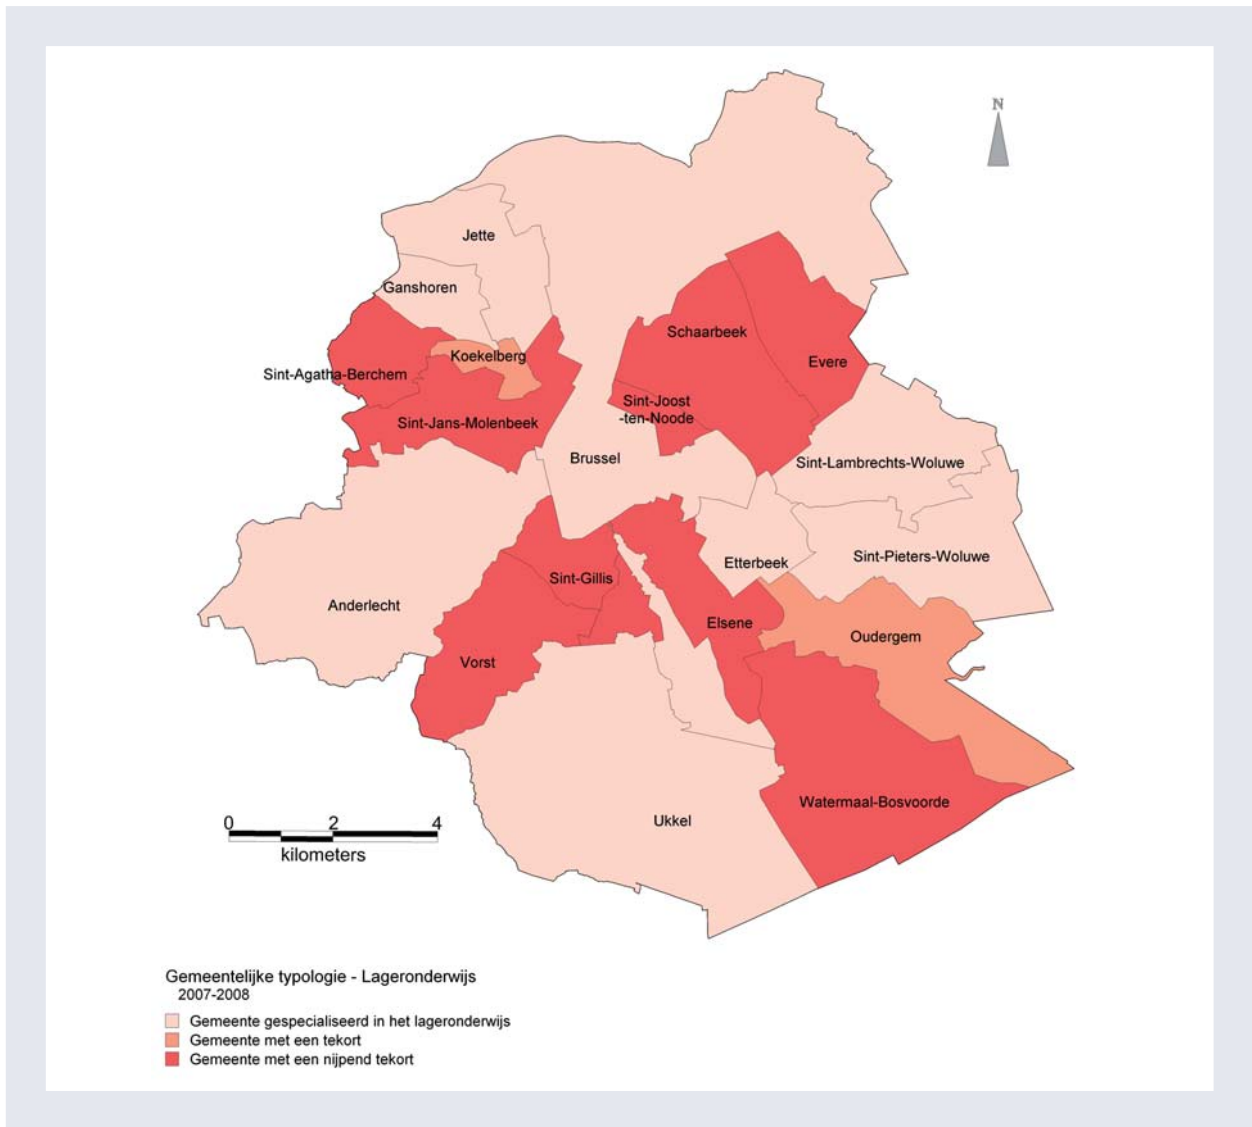 N
Jette
Ganshoren
Schaarbeek
Koekelberg
Evere
Sint-Agatha-Berchem
Sint-Joost
-ten-Noode
Sint-Jans-Molenbeek
Brussel
Sint-Lambrechts-Woluwe
Sint-Pieters-Woluwe
Etterbeek
Sint-Gillis
Anderlecht
Elsene
Oudergem
Vorst
Watermaal-Bosvoorde
Ukkel
0 2 4
kilometers
Gemeentelijke typologie - Lageronderwijs
2007-2008
Gemeente gespecialiseerd in het lageronderwijs
Gemeente met een tekort
Gemeente met een nijpend tekort